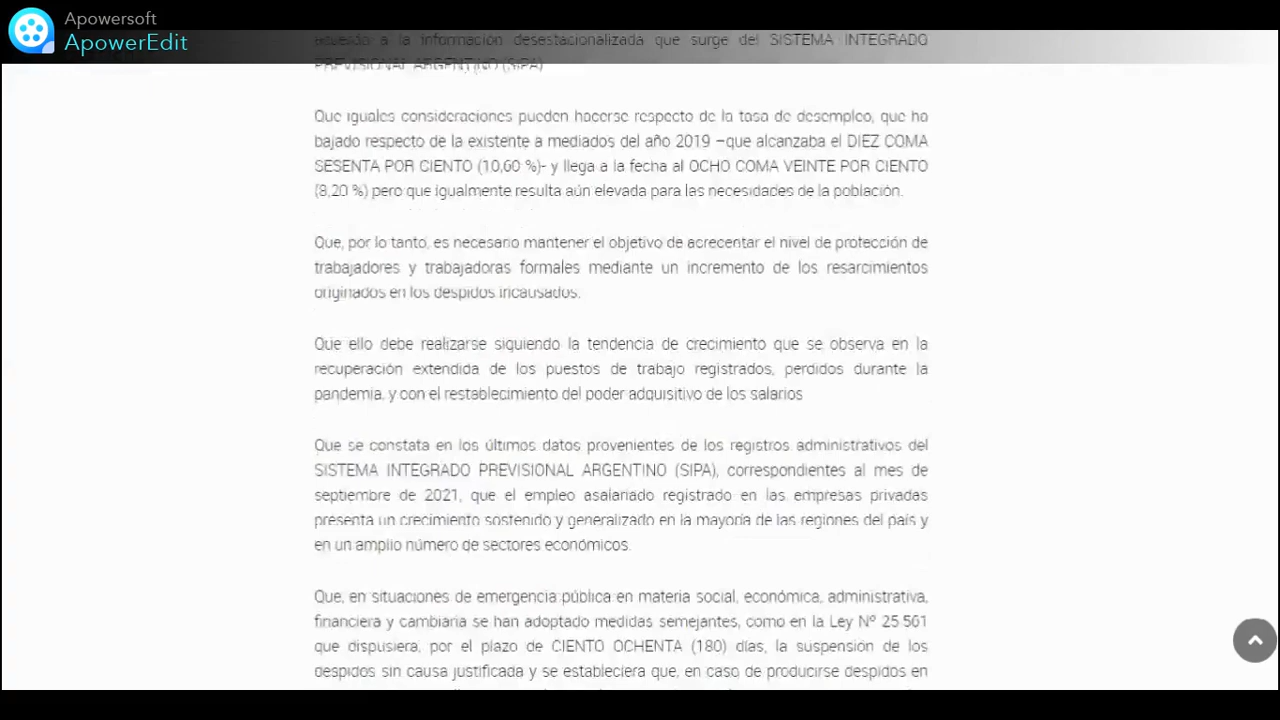 Apowersoft
ApowerEdit
acuerdo a la información desestacionalizada que surge del SISTEMA INTEGRADO
PREVISIONAL ARGENTINO (SIPA)
Que iguales consideraciones pueden hacerse respecto de la tasa de desempleo, que ha
bajado respecto de la existente a mediados del año 2019 –que alcanzaba el DIEZ COMA
SESENTA POR CIENTO (10,60 %)- y llega a la fecha al OCHO COMA VEINTE POR CIENTO
(8,20 %) pero que igualmente resulta aún elevada para las necesidades de la población.
Que, por lo tanto, es necesario mantener el objetivo de acrecentar el nivel de protección de
trabajadores y trabajadoras formales mediante un incremento de los resarcimientos
originados en los despidos incausados.
Que ello debe realizarse siguiendo la tendencia de crecimiento que se observa en la
recuperación extendida de los puestos de trabajo registrados, perdidos durante la
pandemia, y con el restablecimiento del poder adquisitivo de los salarios
Que se constata en los últimos datos provenientes de los registros administrativos del
SISTEMA INTEGRADO PREVISIONAL ARGENTINO (SIPA), correspondientes al mes de
septiembre de 2021, que el empleo asalariado registrado en las empresas privadas
presenta un crecimiento sostenido y generalizado en la mayoría de las regiones del país y
en un amplio número de sectores económicos.
Que, en situaciones de emergencia pública en materia social, económica, administrativa,
financiera y cambiaria se han adoptado medidas semejantes, como en la Ley Nº 25.561
que dispusiera, por el plazo de CIENTO OCHENTA (180) días, la suspensión de los
despidos sin causa justificada y se estableciera que, en caso de producirse despidos en